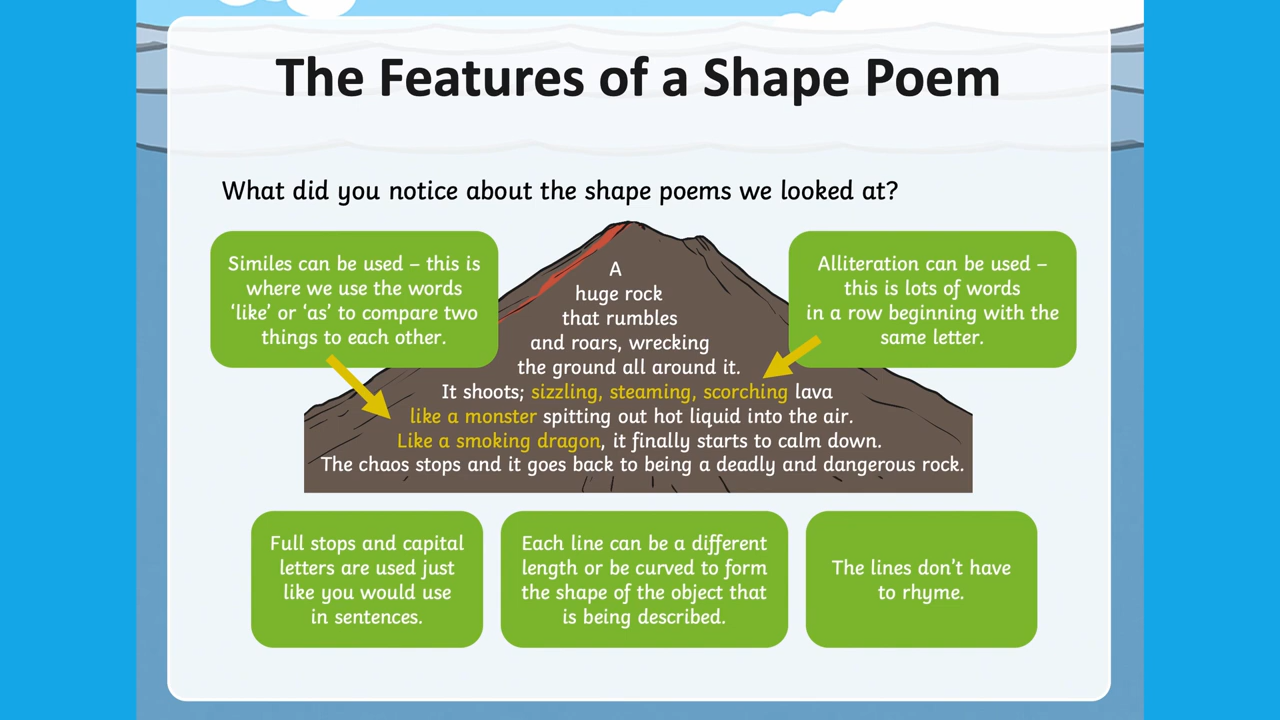 The Features of a Shape Poem
What did you notice about the shape poems we looked at?
Similes can be used – this is
where we use the words
‘like’ or ‘as’ to compare two
things to each other.
Alliteration can be used –
this is lots of words
in a row beginning with the
same letter.
A
huge rock
that rumbles
and roars, wrecking
the ground all around it.
It shoots; sizzling, steaming, scorching lava
like a monster spitting out hot liquid into the air.
Like a smoking dragon, it finally starts to calm down.
The chaos stops and it goes back to being a deadly and dangerous rock.
Full stops and capital
letters are used just
like you would use
in sentences.
Each line can be a different
length or be curved to form
the shape of the object that
is being described.
The lines don’t have
to rhyme.